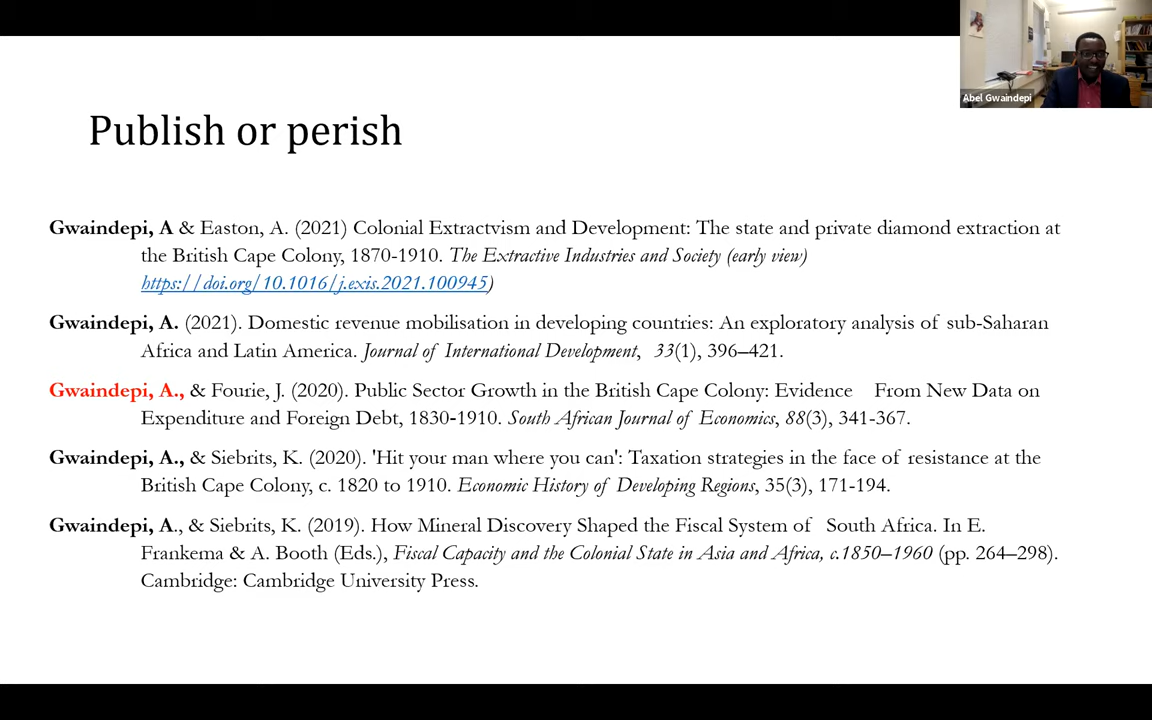 Abel Gwaindepi
Publish or perish
Gwaindepi, A & Easton, A. (2021) Colonial Extractvism and Development: The state and private diamond extraction at
the British Cape Colony, 1870-1910. The Extractive Industries and Society (early view)
https://doi.org/10.1016/j.exis.2021.100945)
Gwaindepi, A. (2021). Domestic revenue mobilisation in developing countries: An exploratory analysis of sub-Saharan
Africa and Latin America. Journal of International Development, 33(1), 396–421.
Gwaindepi, A., & Fourie, J. (2020). Public Sector Growth in the British Cape Colony: Evidence From New Data on
Expenditure and Foreign Debt, 1830-1910. South African Journal of Economics, 88(3), 341-367.
Gwaindepi, A., & Siebrits, K. (2020). 'Hit your man where you can': Taxation strategies in the face of resistance at the
British Cape Colony, c. 1820 to 1910. Economic History of Developing Regions, 35(3), 171-194.
Gwaindepi, A., & Siebrits, K. (2019). How Mineral Discovery Shaped the Fiscal System of South Africa. In E.
Frankema & A. Booth (Eds.), Fiscal Capacity and the Colonial State in Asia and Africa, c.1850–1960 (pp. 264–298).
Cambridge: Cambridge University Press.